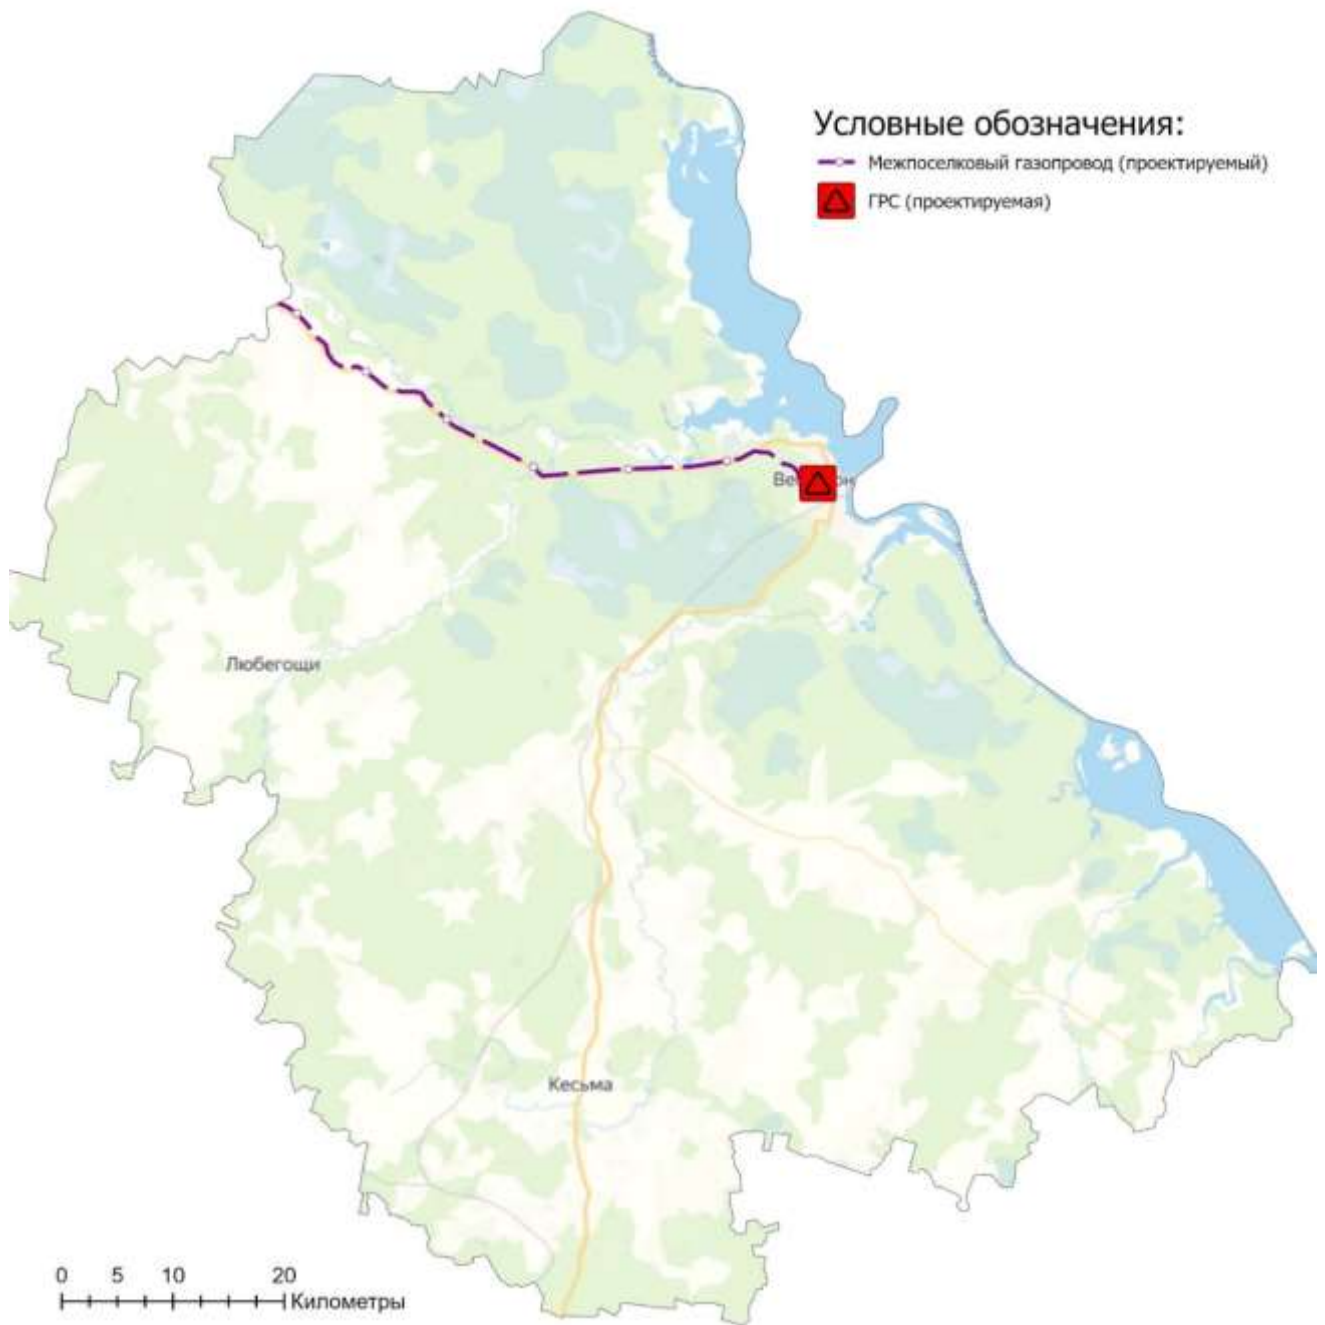 Условные обозначения:
Межпоселковый газопровод (проектируемый)
ГРС (проектируемая)
Любегощи
Кесьма
0 5 10 20
Километры